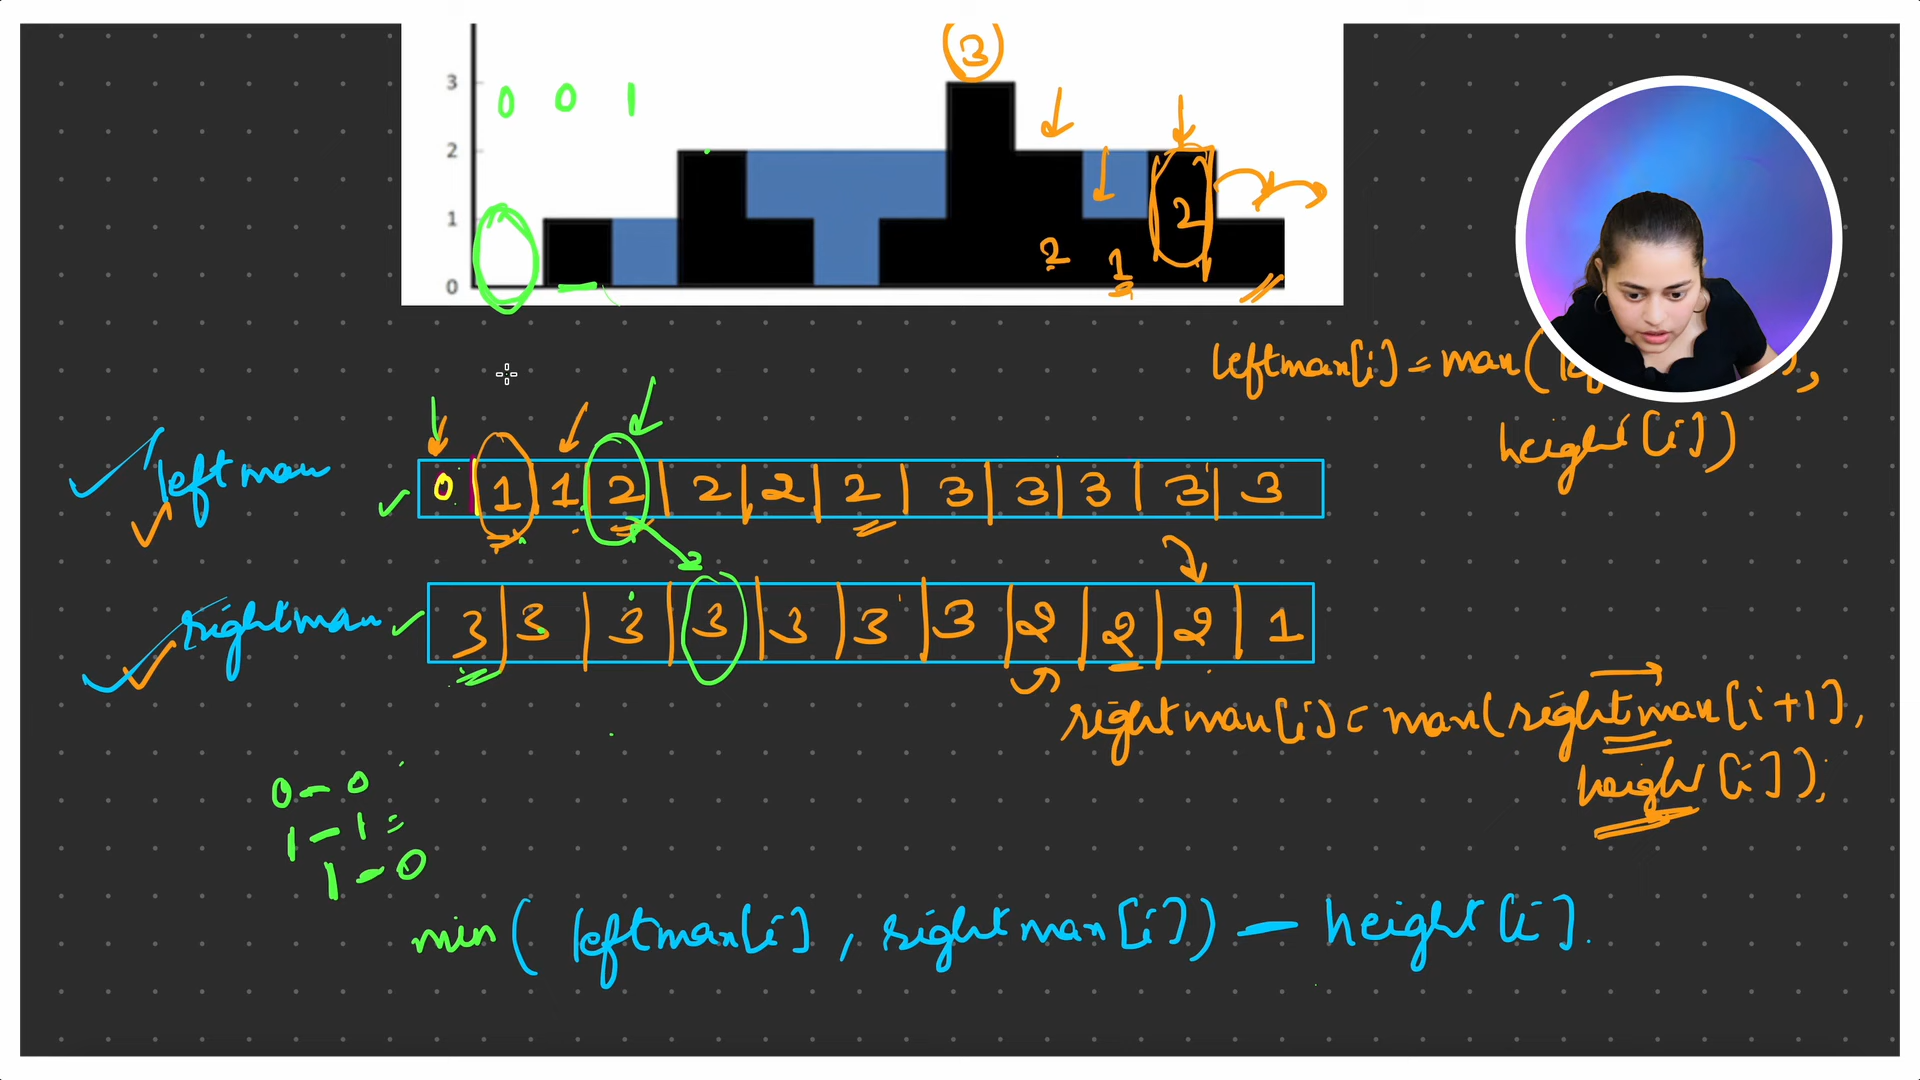 3
3
0 0 1
2
1
0
2
2
1
leftmax[i] = max( ),
height[i])
leftmax
0 1 1 2 2 2 2 3 3 3 3 3
rightmax
3 3 3 3 3 3 3 2 2 2 1
rightmax[i] = max(rightmax[i+1],
height[i]);
0 - 0
1 - 1 =
1 - 0
min( leftmax[i], rightmax[i]) - height[i].